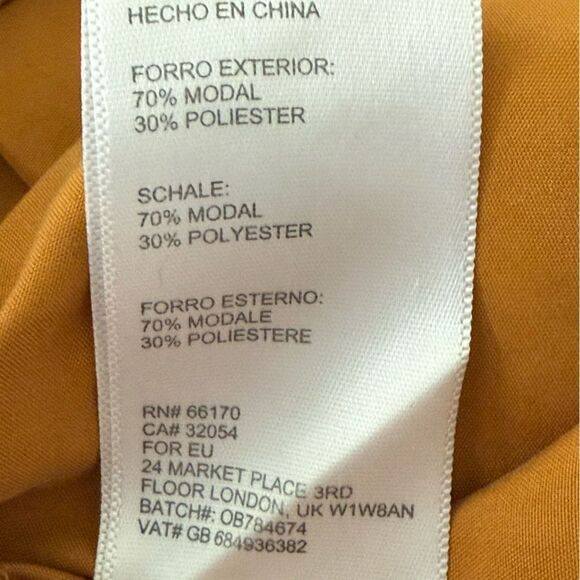 HECHO EN CHINA
FORRO EXTERIOR:
70% MODAL
30% POLIESTER
SCHALE:
70% MODAL
30% POLYESTER
FORRO ESTERNO:
70% MODALE
30% POLIESTERE
RN# 66170
CA# 32054
FOR EU
24 MARKET PLACE 3RD
FLOOR LONDON, UK W1W8AN
BATCH#: OB784674
VAT# GB 684936382